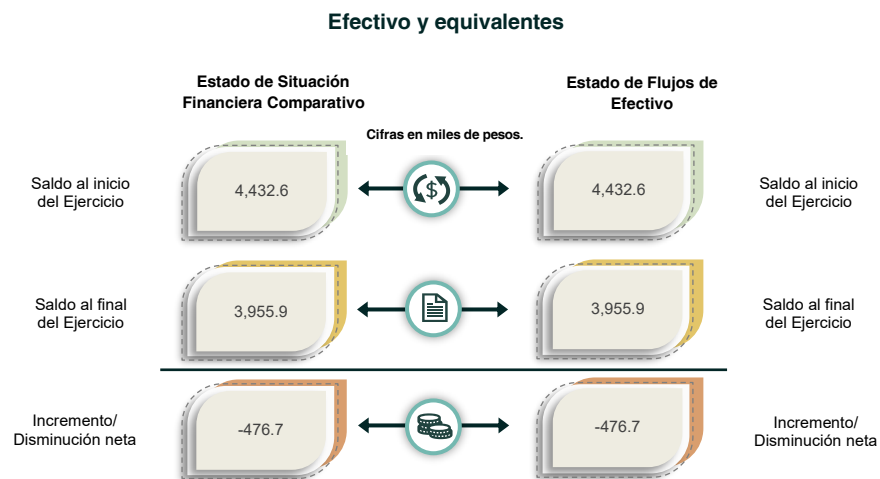 Efectivo y equivalentes
Estado de Situación
Financiera Comparativo
Estado de Flujos de
Efectivo
Cifras en miles de pesos.
Saldo al inicio
del Ejercicio
4,432.6
$
4,432.6
Saldo al inicio
del Ejercicio
Saldo al final
del Ejercicio
3,955.9
3,955.9
Saldo al final
del Ejercicio
Incremento/
Disminución neta
-476.7
-476.7
Incremento/
Disminución neta